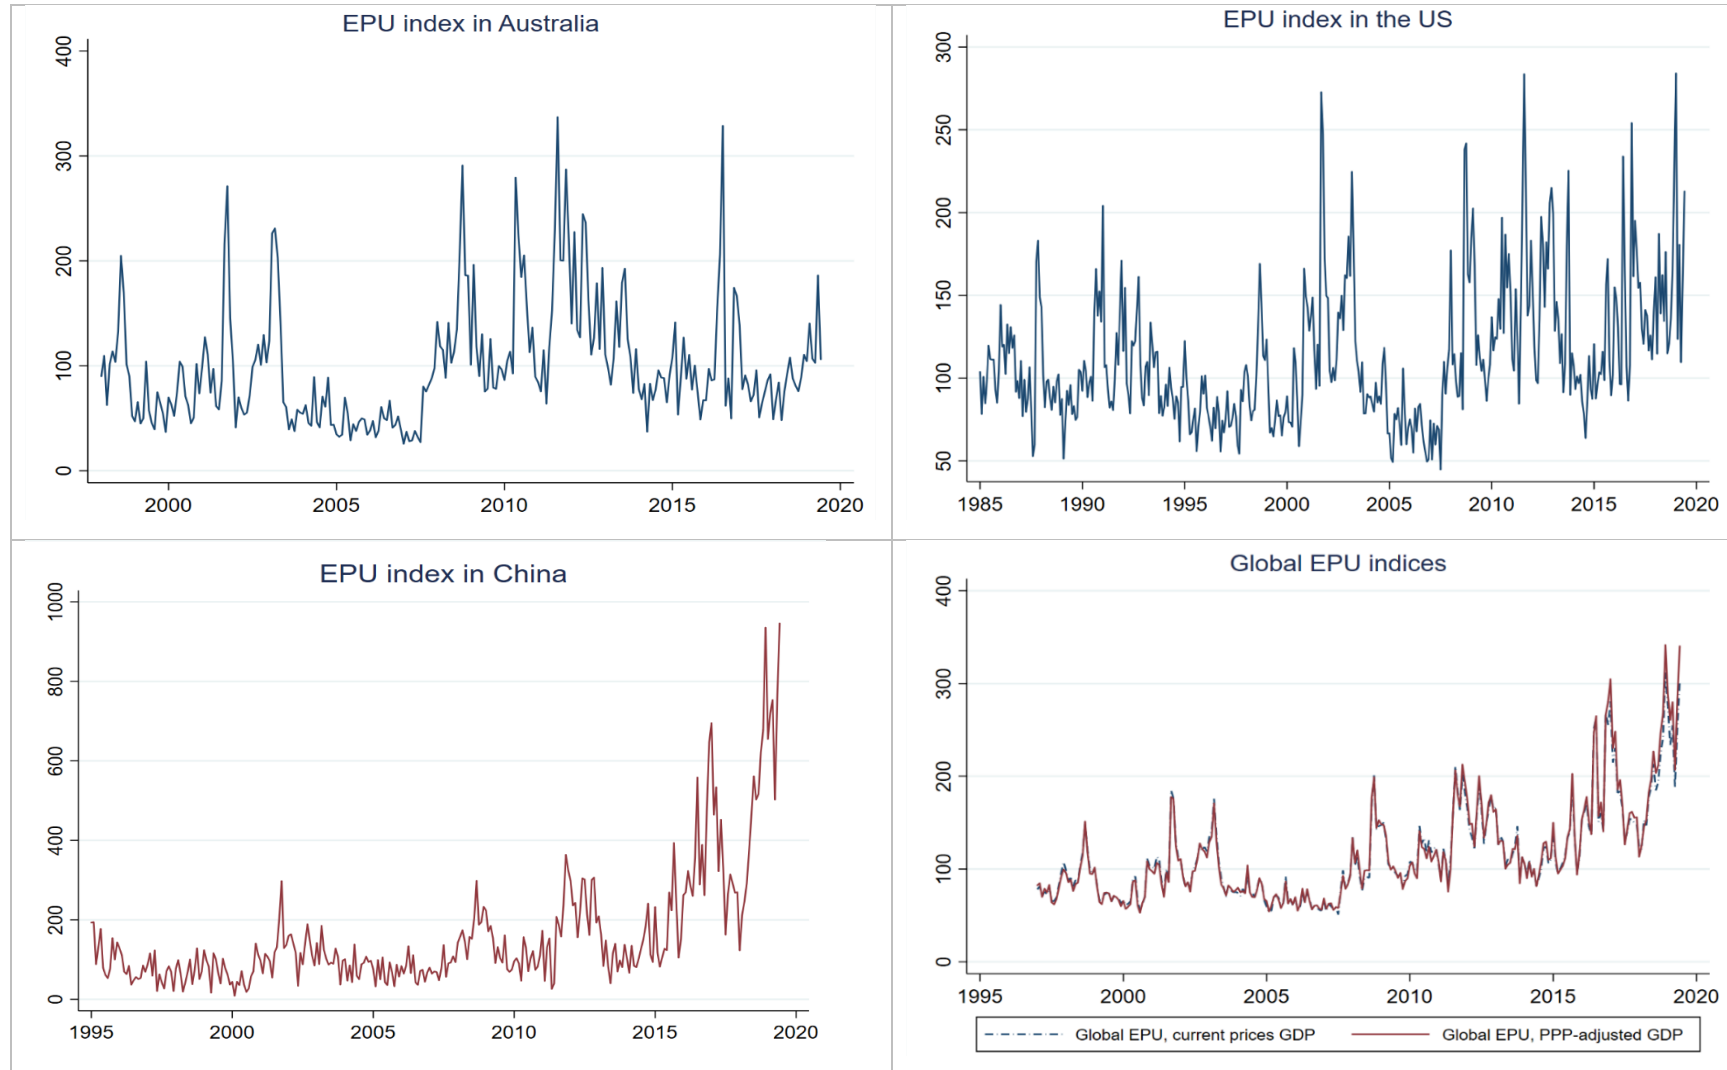 EPU index in Australia
400
300
200
100
0
2000 2005 2010 2015 2020
EPU index in the US
300
250
200
150
100
50
1985 1990 1995 2000 2005 2010 2015 2020
EPU index in China
1000
800
600
400
200
0
1995 2000 2005 2010 2015 2020
Global EPU indices
400
300
200
100
0
1995 2000 2005 2010 2015 2020
Global EPU, current prices GDP Global EPU, PPP-adjusted GDP